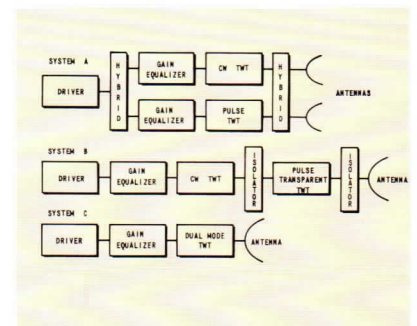 SYSTEM A
DRIVER
HYBRID
GAIN EQUALIZER
CW TWT
HYBRID
GAIN EQUALIZER
PULSE TWT
ANTENNAS
SYSTEM B
DRIVER
GAIN EQUALIZER
CW TWT
ISOLATOR
PULSE TRANSPARENT TWT
ISOLATOR
ANTENNA
SYSTEM C
DRIVER
GAIN EQUALIZER
DUAL MODE TWT
ANTENNA